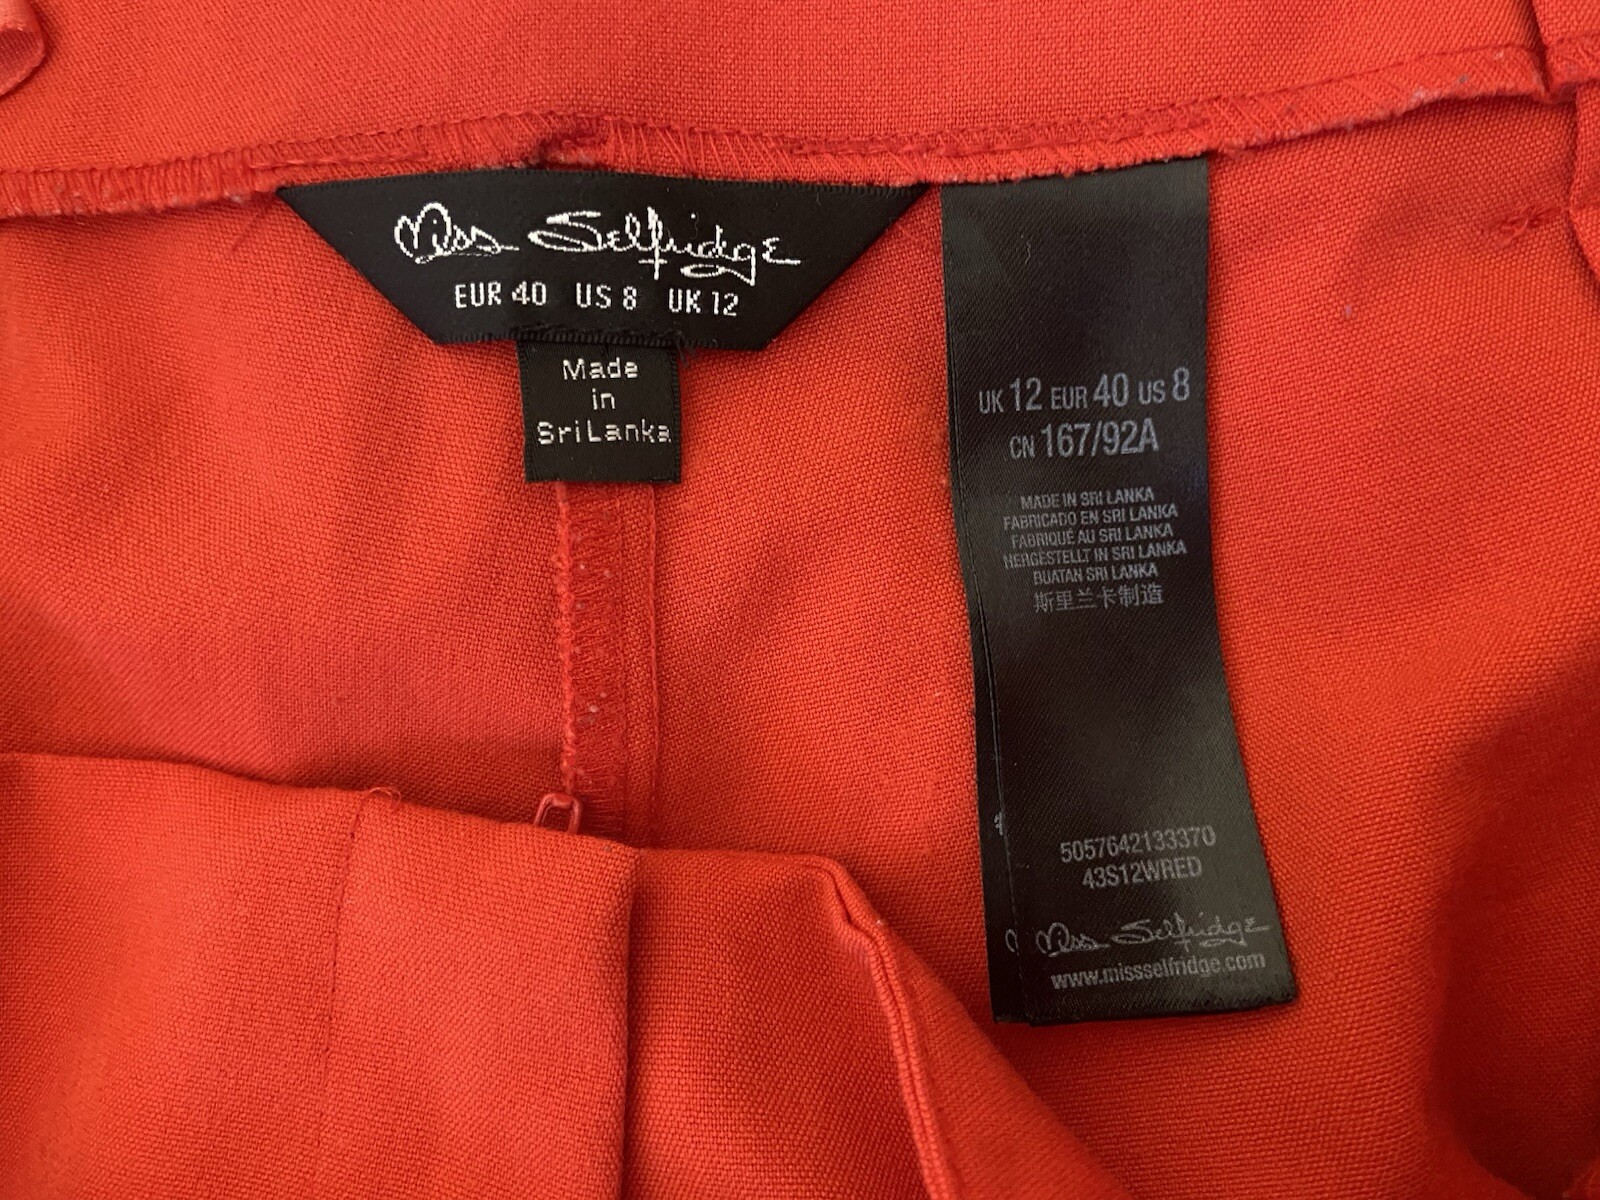 Miss Selfridge
EUR 40 US 8 UK 12
Made
in
SriLanka
UK 12 EUR 40 US 8
CN 167/92A
MADE IN SRI LANKA
FABRICADO EN SRI LANKA
FABRIQUÉ AU SRI LANKA
HERGESTELLT IN SRI LANKA
BUATAN SRI LANKA
斯里兰卡制造
5057642133370
43S12WRED
Miss Selfridge
www.missselfridge.com